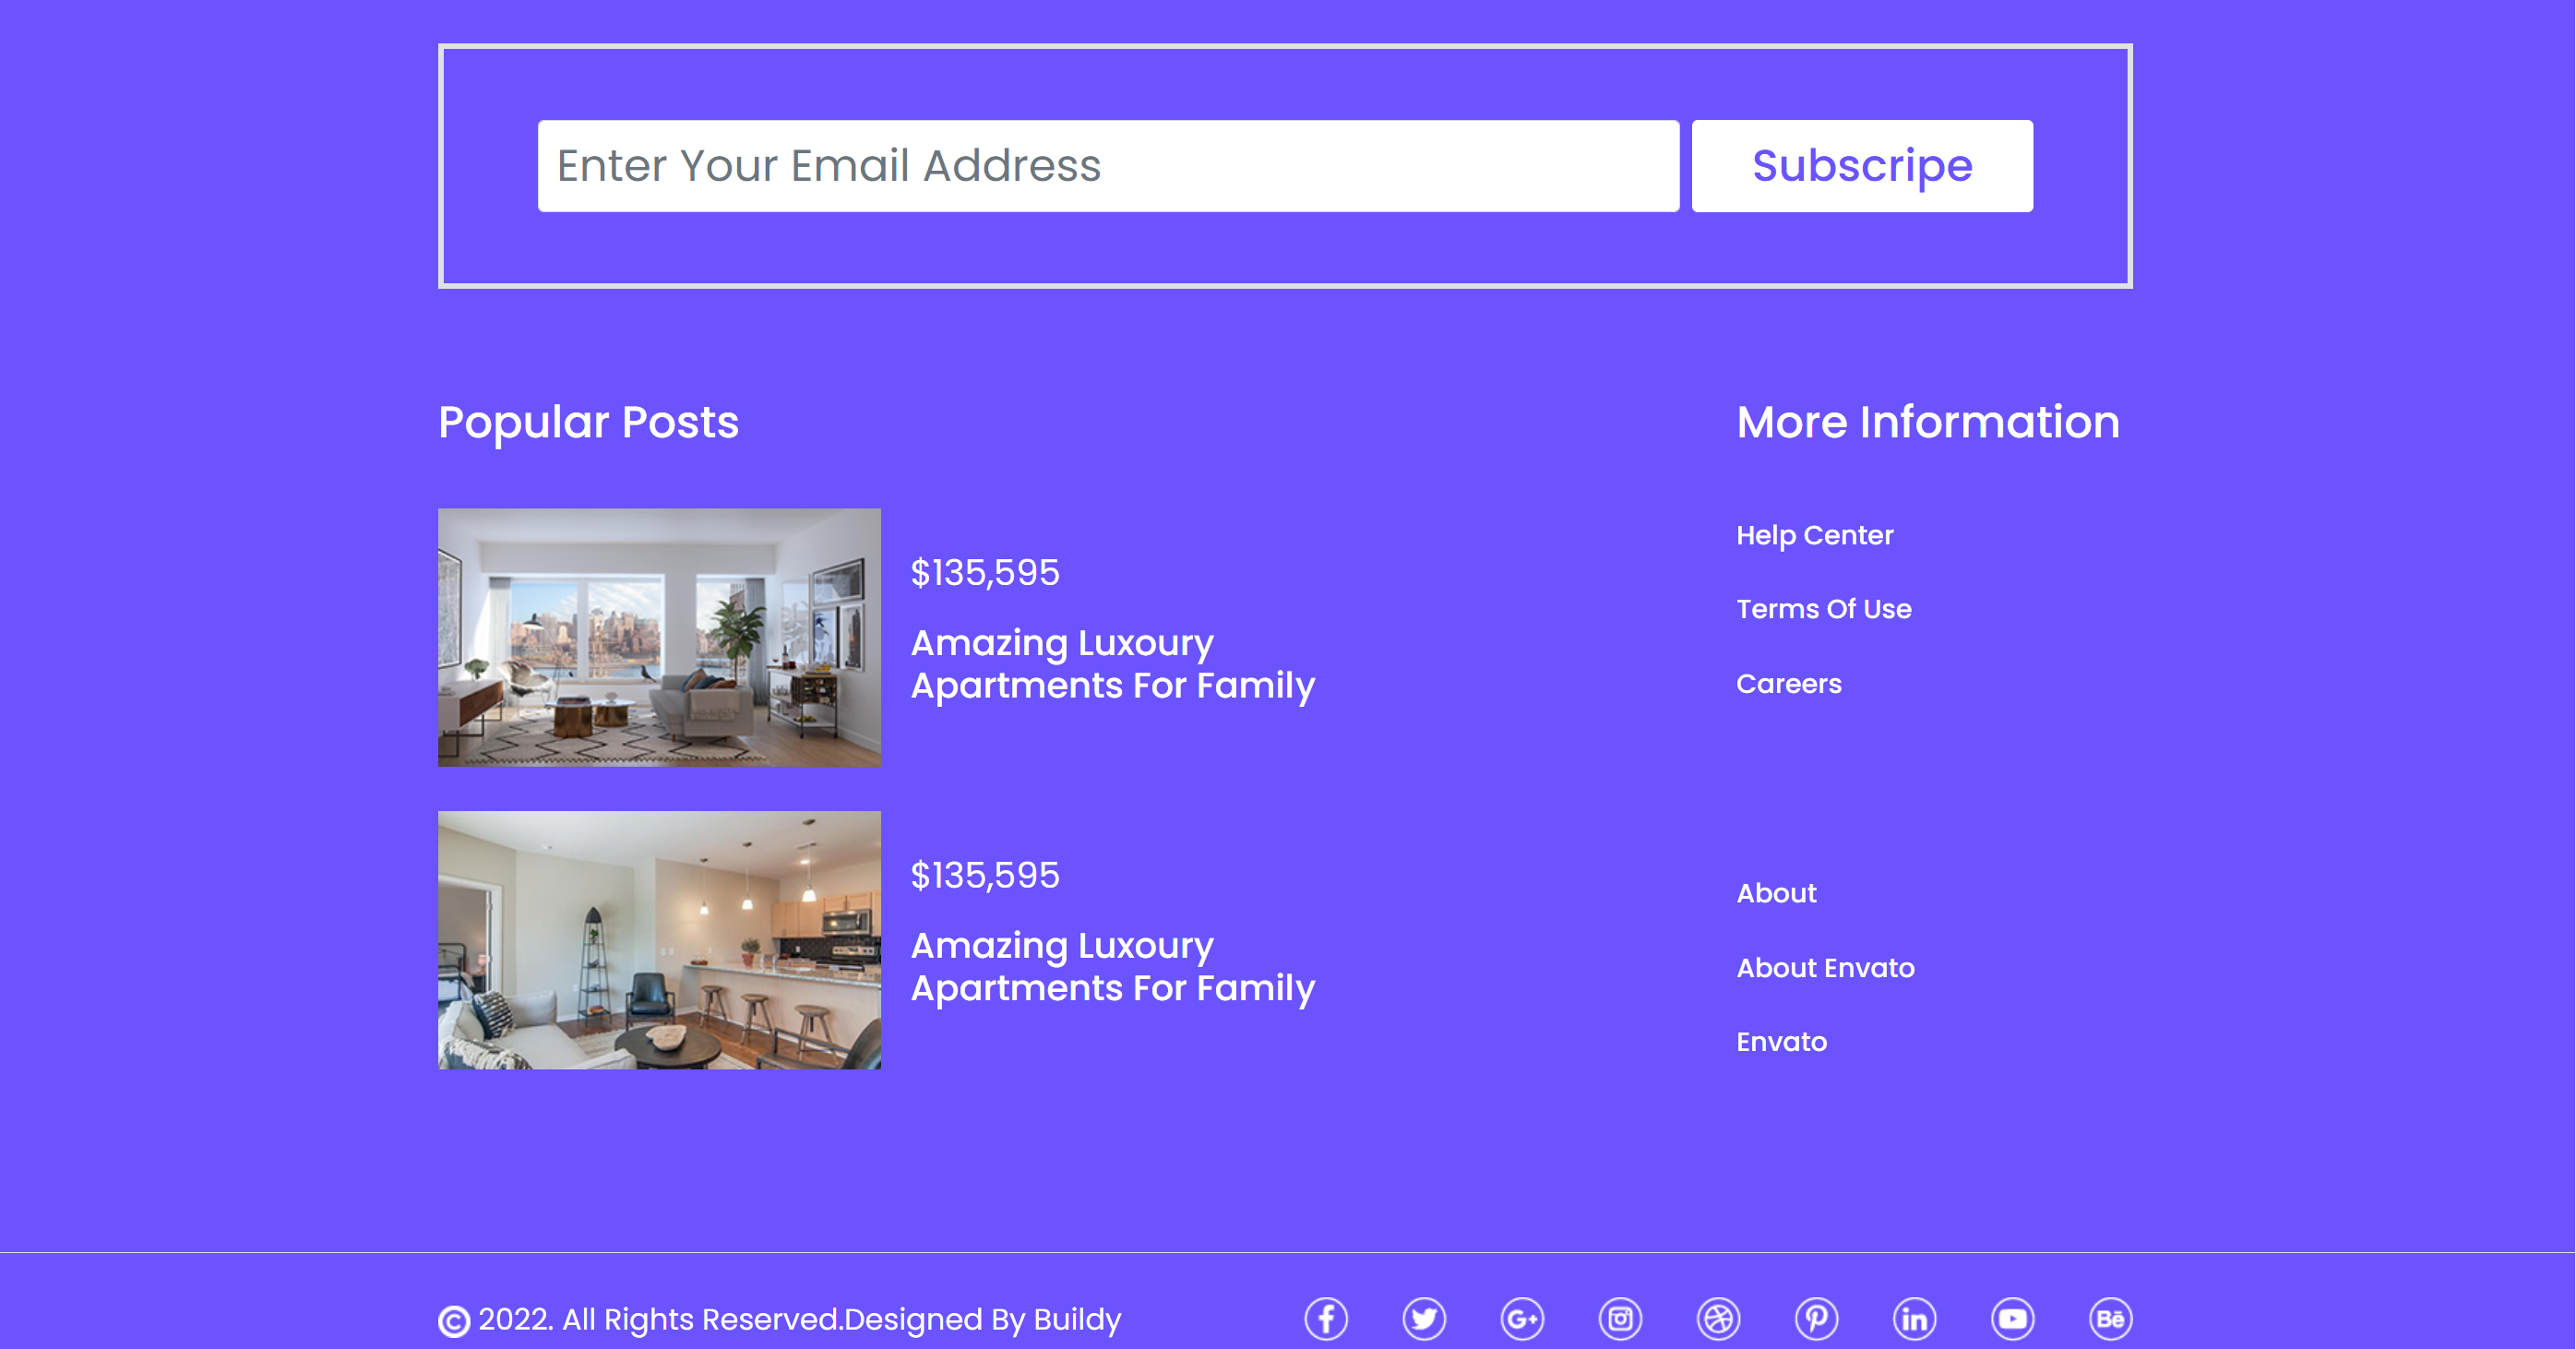 Enter Your Email Address
Subscripe
Popular Posts
$135,595
Amazing Luxoury
Apartments For Family
$135,595
Amazing Luxoury
Apartments For Family
More Information
Help Center
Terms Of Use
Careers
About
About Envato
Envato
© 2022. All Rights Reserved.Designed By Buildy